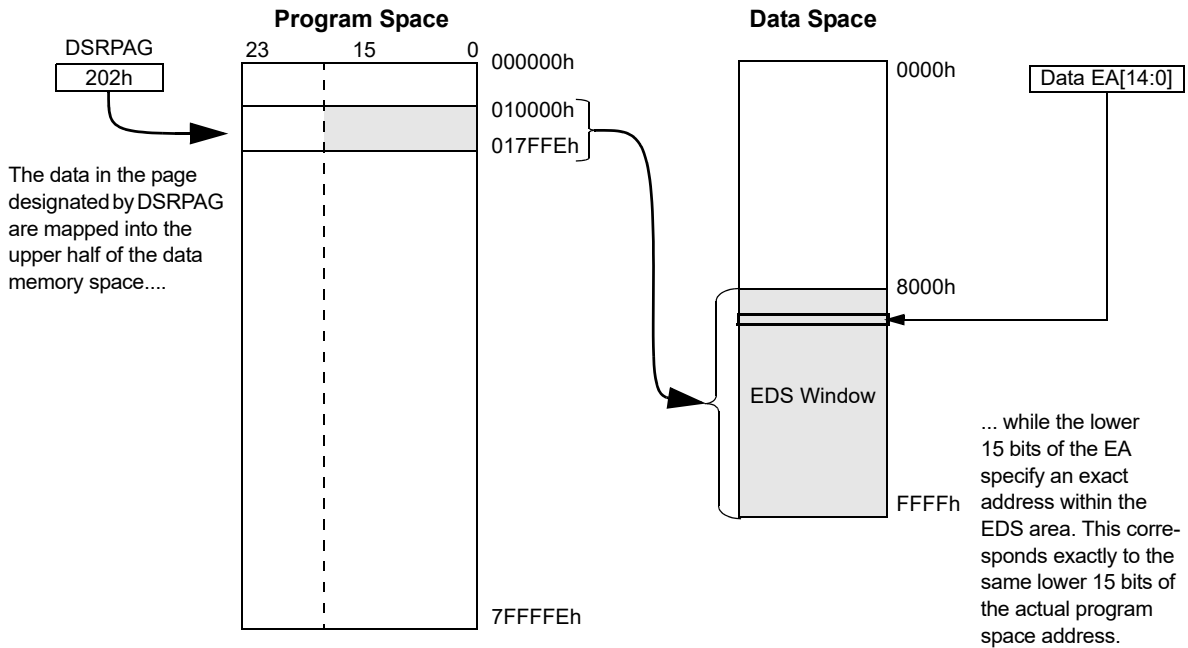 Program Space
Data Space
DSRPAG
202h
23 15 0
000000h
010000h
017FFEh
7FFFFEh
The data in the page
designated by DSRPAG
are mapped into the
upper half of the data
memory space....
0000h
8000h
EDS Window
FFFFh
Data EA[14:0]
... while the lower
15 bits of the EA
specify an exact
address within the
EDS area. This corre-
sponds exactly to the
same lower 15 bits of
the actual program
space address.